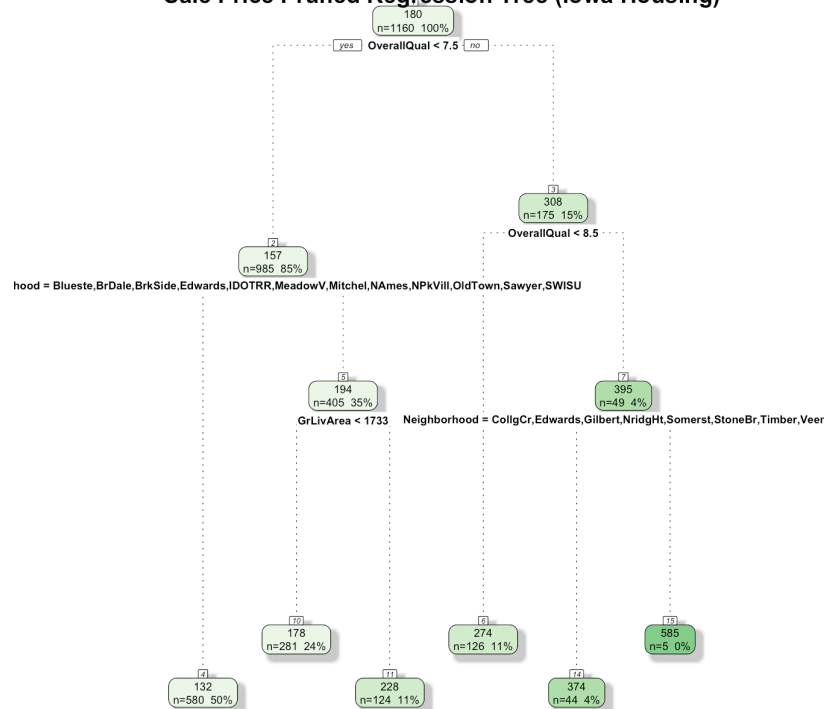 Sale Price Pruned Regression Tree (Iowa Housing)
180
n=1160 100%
yes OverallQual < 7.5 no
3
308
n=175 15%
OverallQual < 8.5
2
157
n=985 85%
hood = Blueste,BrDale,BrkSide,Edwards,IDOTRR,MeadowV,Mitchel,NAmes,NPkVill,OldTown,Sawyer,SWISU
5
194
n=405 35%
7
395
n=49 4%
GrLivArea < 1733
Neighborhood = CollgCr,Edwards,Gilbert,NridgHt,Somerst,StoneBr,Timber,Veer
10
178
n=281 24%
6
274
n=126 11%
15
585
n=5 0%
4
132
n=580 50%
11
228
n=124 11%
14
374
n=44 4%